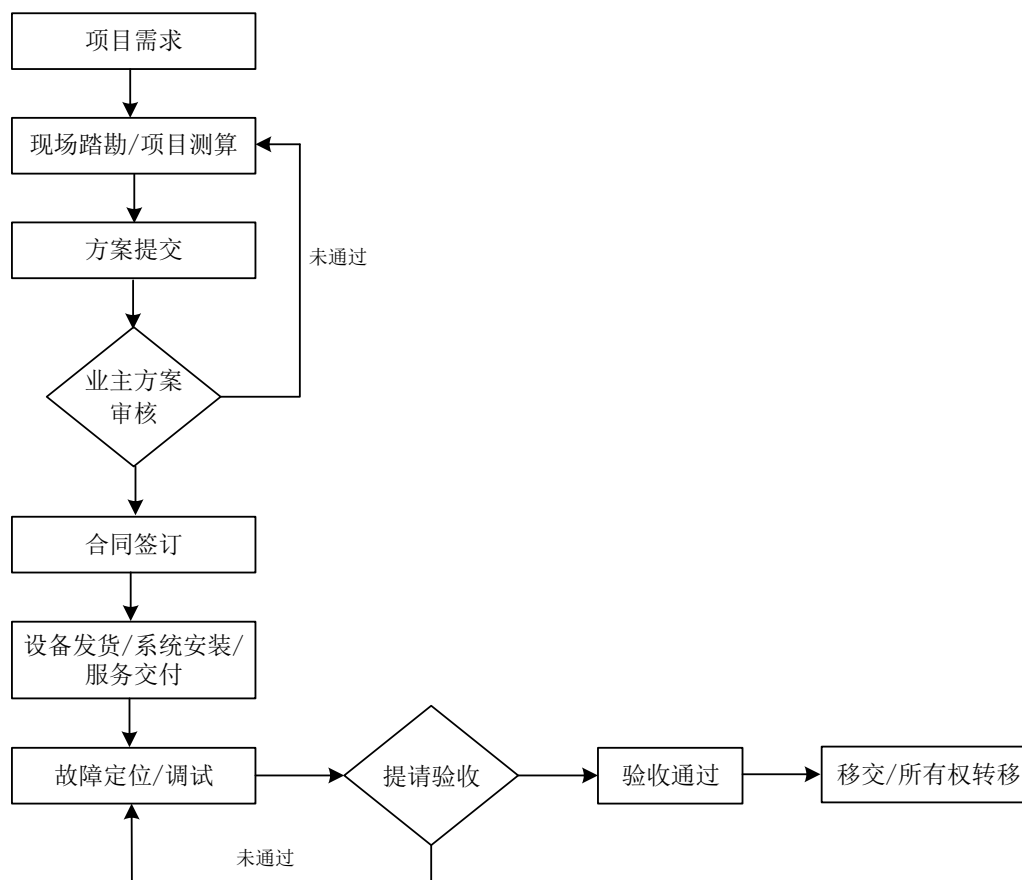 项目需求
现场踏勘/项目测算
方案提交
未通过
业主方案
审核
合同签订
设备发货/系统安装/
服务交付
故障定位/调试
提请验收
验收通过
移交/所有权转移
未通过